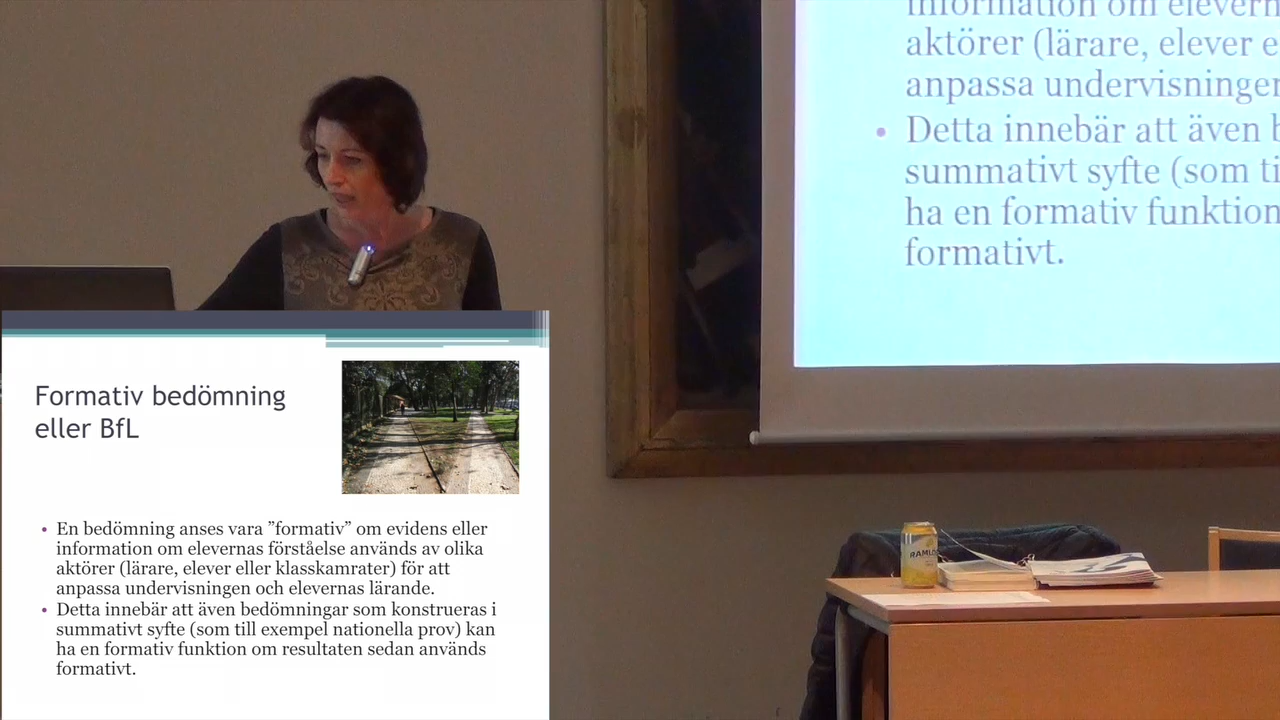 information om elevern
aktörer (lärare, elever e
anpassa undervisningen
Detta innebär att även b
summativt syfte (som til
ha en formativ funktion
formativt.
Formativ bedömning
eller BfL
• En bedömning anses vara ”formativ” om evidens eller
information om elevernas förståelse används av olika
aktörer (lärare, elever eller klasskamrater) för att
anpassa undervisningen och elevernas lärande.
• Detta innebär att även bedömningar som konstrueras i
summativt syfte (som till exempel nationella prov) kan
ha en formativ funktion om resultaten sedan används
formativt.
RAMLÖ